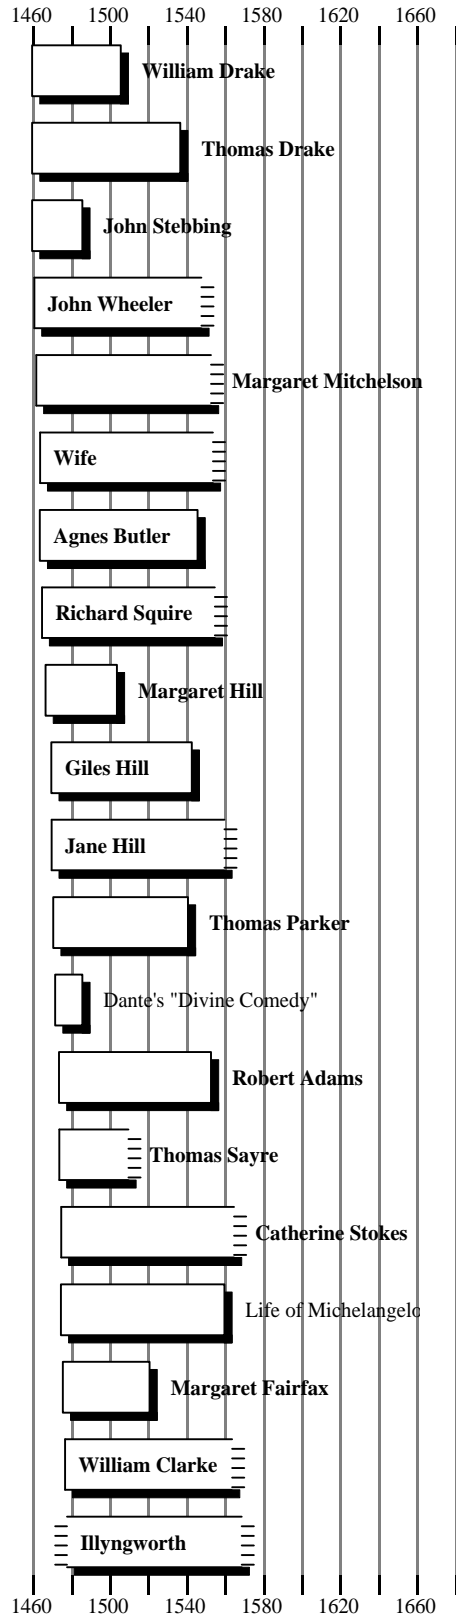 1460 1500 1540 1580 1620 1660
William Drake
Thomas Drake
John Stebbing
John Wheeler
Margaret Mitchelson
Wife
Agnes Butler
Richard Squire
Margaret Hill
Giles Hill
Jane Hill
Thomas Parker
Dante's "Divine Comedy"
Robert Adams
Thomas Sayre
Catherine Stokes
Life of Michelangelo
Margaret Fairfax
William Clarke
Illyngworth
1460 1500 1540 1580 1620 1660